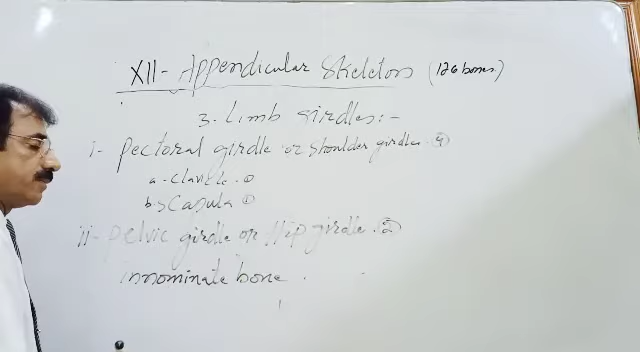 XII- Appendicular Skeleton (126 bones)
3. Limb Girdles:-
i- Pectoral girdle or shoulder girdles. ④
a. Clavicle. ①
b. Scapula ①
ii- Pelvic girdle or Hip girdle. ②
innominate bone.